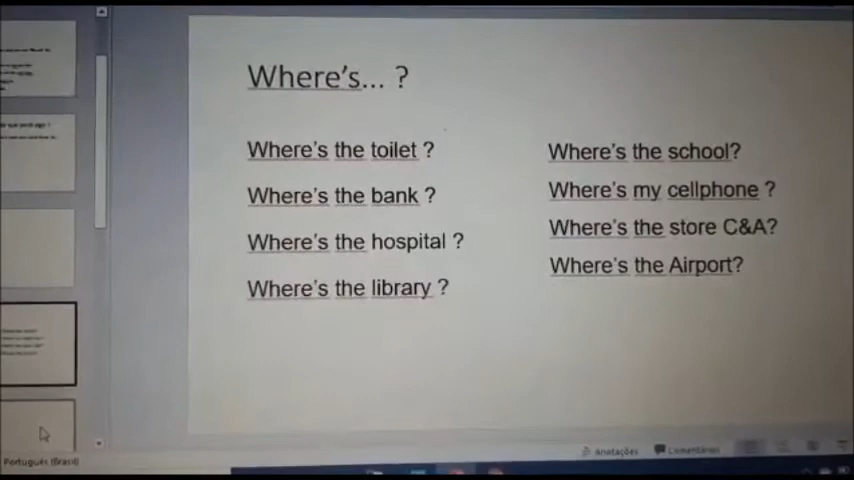 Where's... ?
Where's the toilet ?
Where's the bank ?
Where's the hospital ?
Where's the library ?
Where's the school?
Where's my cellphone ?
Where's the store C&A?
Where's the Airport?
Anotações
Comentários
Português (Brasil)